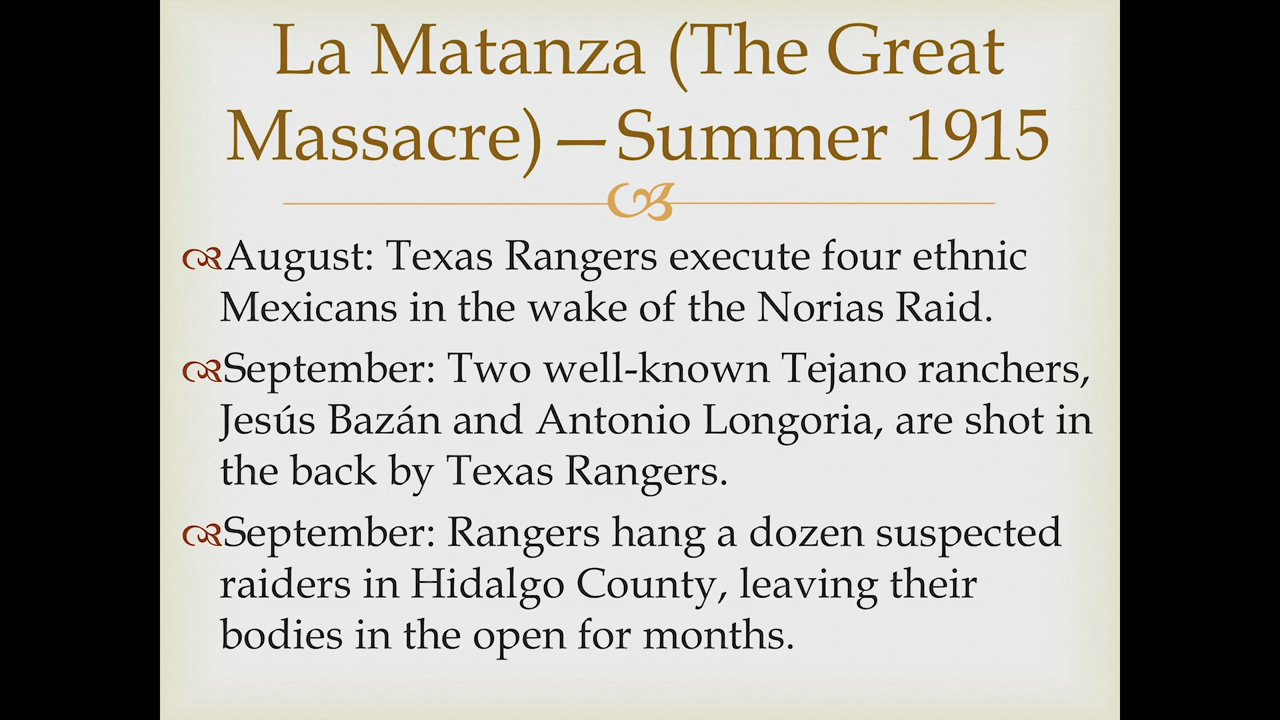 La Matanza (The Great
Massacre)—Summer 1915
August: Texas Rangers execute four ethnic
Mexicans in the wake of the Norias Raid.
September: Two well-known Tejano ranchers,
Jesús Bazán and Antonio Longoria, are shot in
the back by Texas Rangers.
September: Rangers hang a dozen suspected
raiders in Hidalgo County, leaving their
bodies in the open for months.